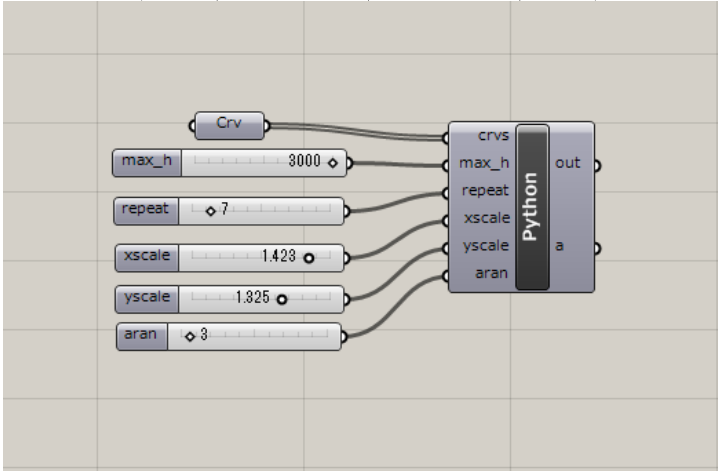 Crv
max_h 3000
repeat 7
xscale 1.423
yscale 1.325
aran 3
crvs
max_h
repeat
xscale
yscale
aran
Python
out
a